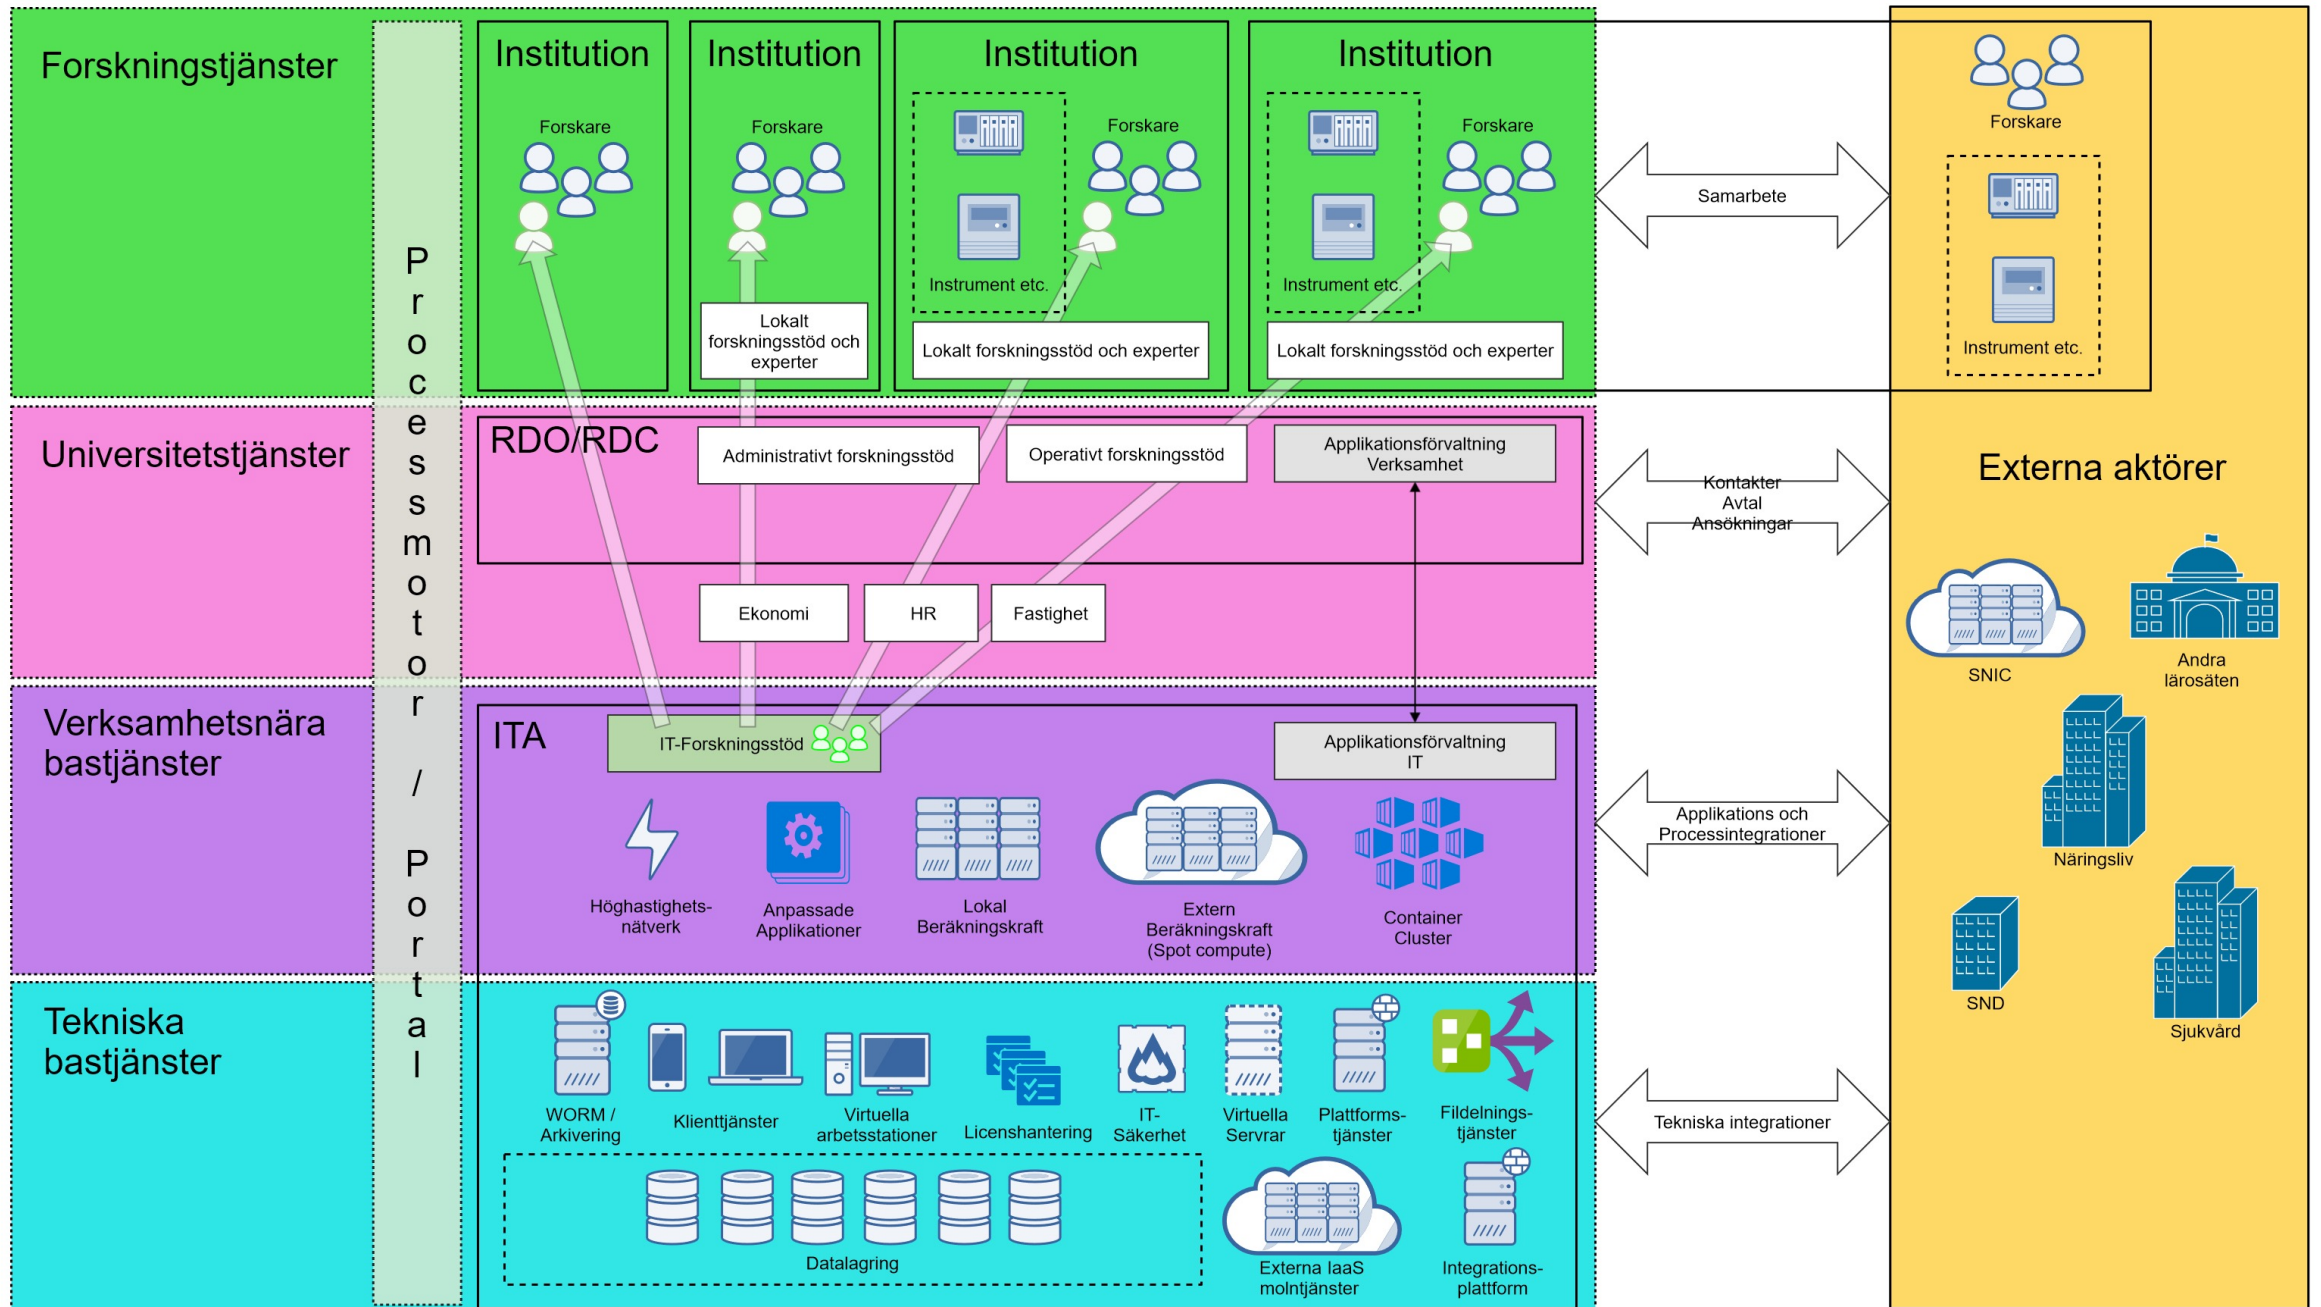 Forskningstjänster
Processmotor / Portal
Institution
Forskare
Institution
Forskare
Lokalt
forskningsstöd och
experter
Institution
Forskare
Instrument etc.
Lokalt forskningsstöd och experter
Institution
Forskare
Instrument etc.
Lokalt forskningsstöd och experter
Samarbete
Forskare
Instrument etc.
Universitetstjänster
RDO/RDC
Administrativt forskningsstöd
Operativt forskningsstöd
Applikationsförvaltning
Verksamhet
Ekonomi
HR
Fastighet
Kontakter
Avtal
Ansökningar
Externa aktörer
SNIC
Andra
lärosäten
Näringsliv
SND
Sjukvård
Verksamhetsnära
bastjänster
ITA
IT-Forskningsstöd
Applikationsförvaltning
IT
Höghastighets-
nätverk
Anpassade
Applikationer
Lokal
Beräkningskraft
Extern
Beräkningskraft
(Spot compute)
Container
Cluster
Applikations och
Processintegrationer
Tekniska
bastjänster
WORM /
Arkivering
Klienttjänster
Virtuella
arbetsstationer
Licenshantering
IT-
Säkerhet
Virtuella
Servrar
Plattforms-
tjänster
Fildelnings-
tjänster
Datalagring
Externa IaaS
molntjänster
Integrations-
plattform
Tekniska integrationer